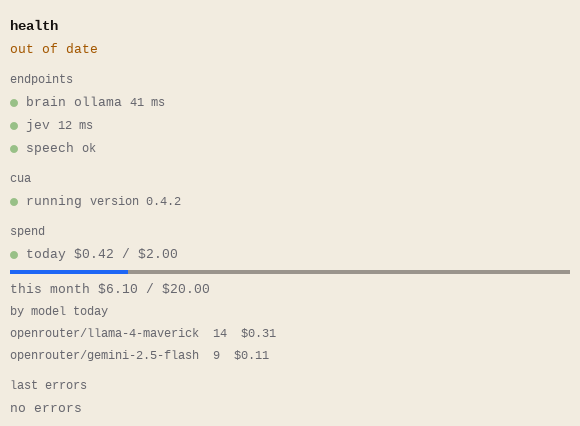 health
out of date
endpoints
brain ollama 41 ms
jev 12 ms
speech ok
cua
running version 0.4.2
spend
today $0.42 / $2.00
this month $6.10 / $20.00
by model today
openrouter/llama-4-maverick 14 $0.31
openrouter/gemini-2.5-flash 9 $0.11
last errors
no errors